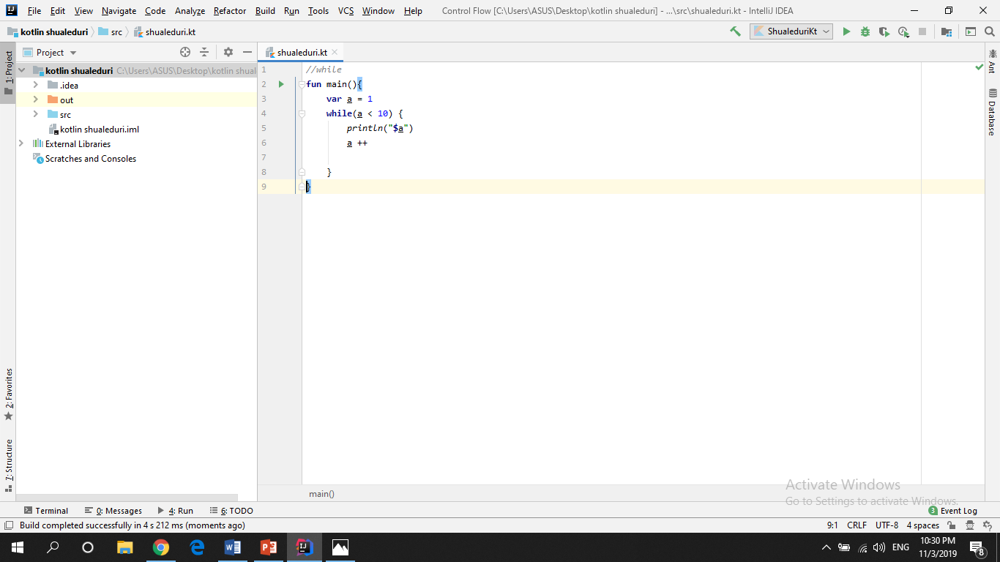 File Edit View Navigate Code Analyze Refactor Build Run Tools VCS Window Help Control Flow [C:\Users\ASUS\Desktop\kotlin shualeduri] - ...\src\shualeduri.kt - IntelliJ IDEA
kotlin shualeduri src shualeduri.kt ShualeduriKt
Project
shualeduri.kt
1: Project
kotlin shualeduri C:\Users\ASUS\Desktop\kotlin shual
.idea
out
src
kotlin shualeduri.iml
External Libraries
Scratches and Consoles
1 //while
2 fun main(){
3 var a = 1
4 while(a < 10) {
5 println("$a")
6 a ++
7
8 }
9 }
Ant
Database
2: Favorites
7: Structure
main()
Activate Windows
Go to Settings to activate Windows.
Terminal 0: Messages 4: Run 6: TODO 3 Event Log
Build completed successfully in 4 s 212 ms (moments ago) 9:1 CRLF UTF-8 4 spaces
ENG
10:30 PM
11/3/2019
8